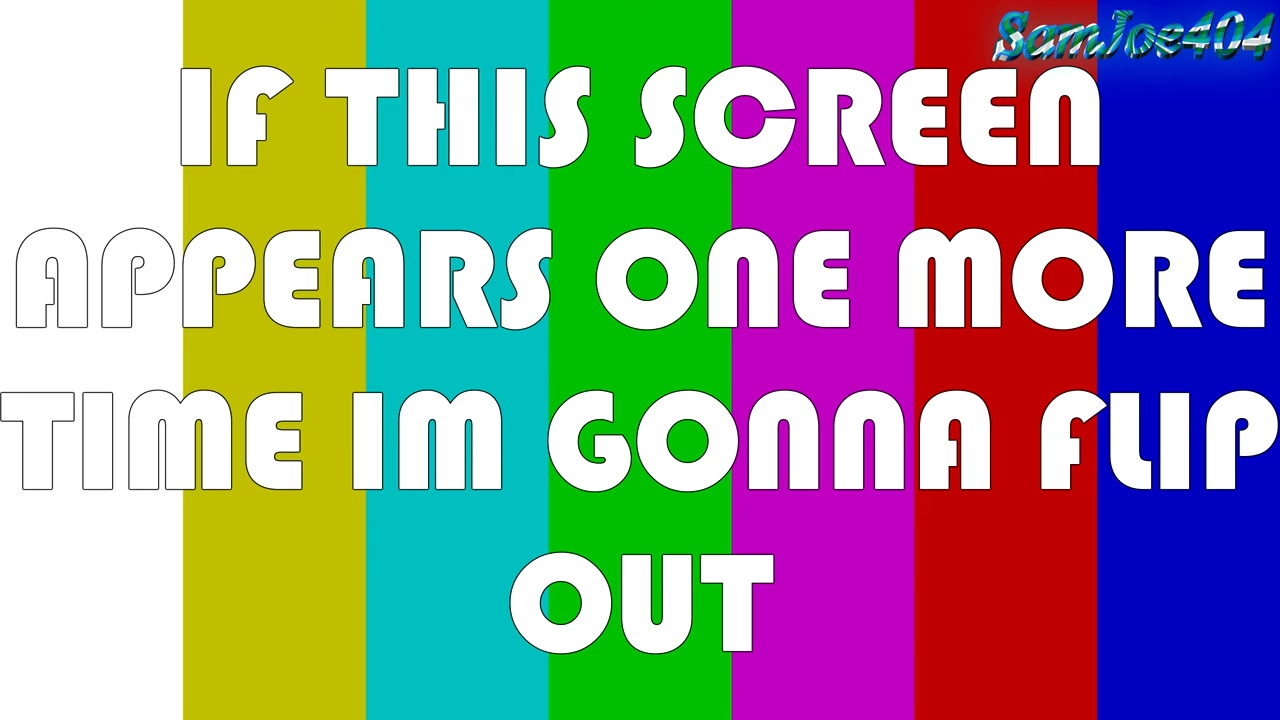 SamJoe404
IF THIS SCREEN
APPEARS ONE MORE
TIME IM GONNA FLIP
OUT